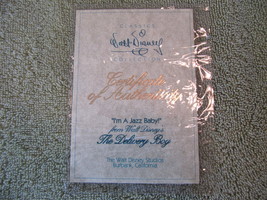 Walt Disney
Certificate
of Authenticity
"I'm A Jazz Baby!"
from Walt Disney's
The Delivery Boy
The Walt Disney Studios
Burbank, California